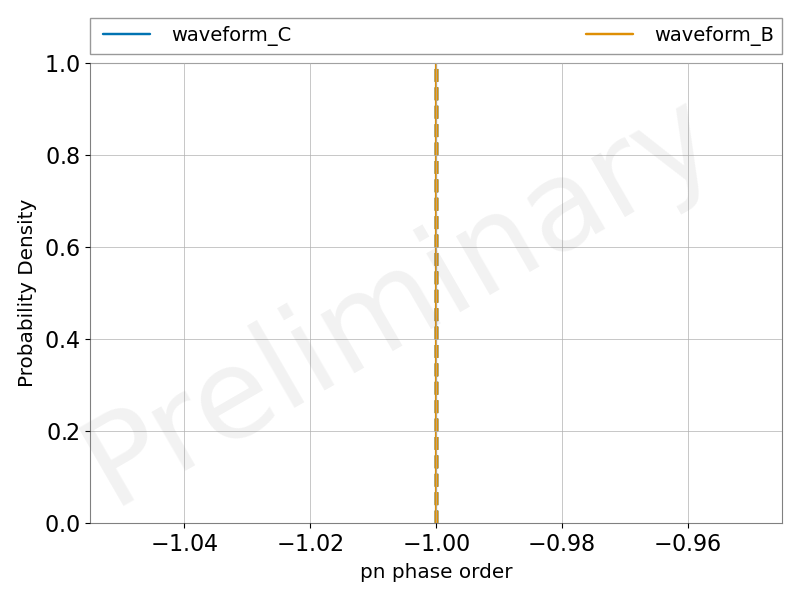 waveform_C
waveform_B
1.0
0.8
0.6
0.4
0.2
0.0
Probability Density
−1.04
−1.02
−1.00
−0.98
−0.96
pn phase order
Preliminary